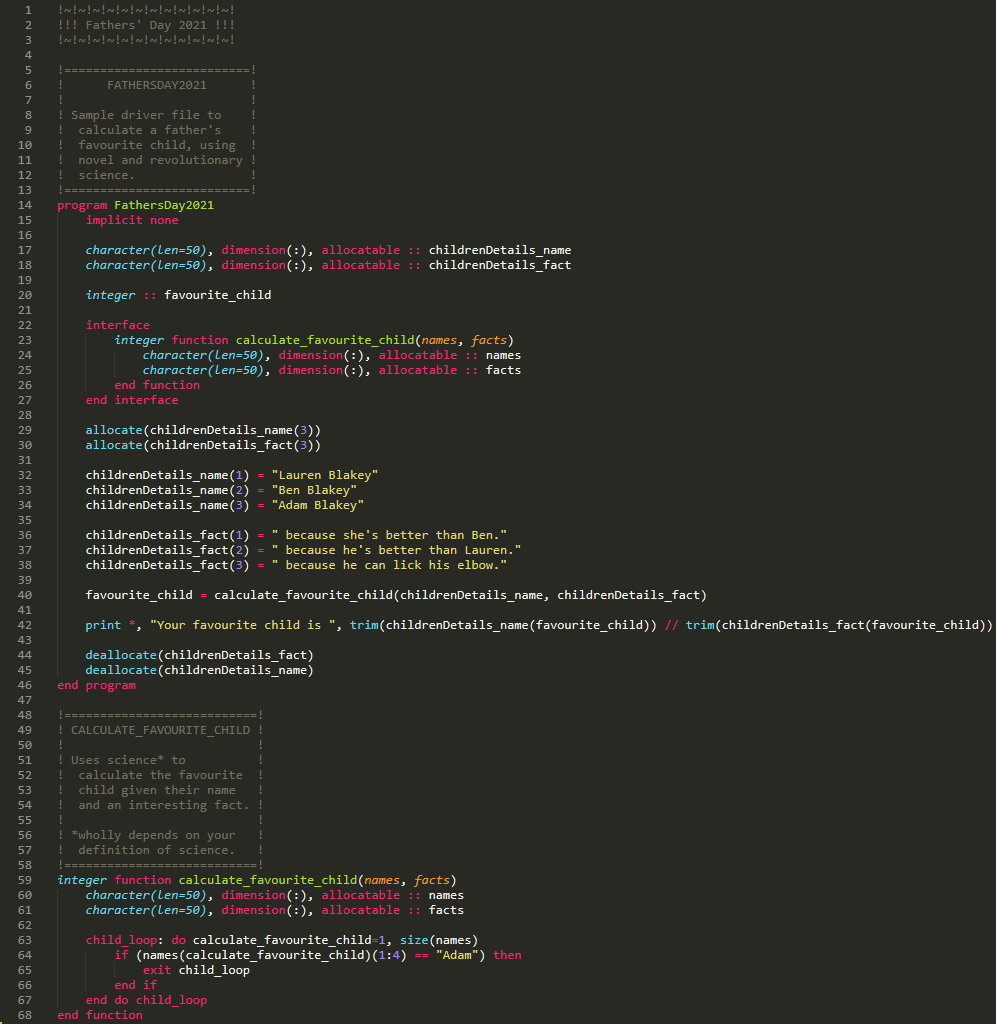 1 !~!~!~!~!~!~!~!~!~!~!~!~!
2 !!! Fathers' Day 2021 !!!
3 !~!~!~!~!~!~!~!~!~!~!~!~!
4
5 !==========================!
6 !      FATHERSDAY2021      !
7 !                          !
8 ! Sample driver file to    !
9 !  calculate a father's    !
10 !  favourite child, using  !
11 !  novel and revolutionary !
12 !  science.                !
13 !==========================!
14 program FathersDay2021
15     implicit none
16
17     character(len=50), dimension(:), allocatable :: childrenDetails_name
18     character(len=50), dimension(:), allocatable :: childrenDetails_fact
19
20     integer :: favourite_child
21
22     interface
23         integer function calculate_favourite_child(names, facts)
24             character(len=50), dimension(:), allocatable :: names
25             character(len=50), dimension(:), allocatable :: facts
26         end function
27     end interface
28
29     allocate(childrenDetails_name(3))
30     allocate(childrenDetails_fact(3))
31
32     childrenDetails_name(1) = "Lauren Blakey"
33     childrenDetails_name(2) = "Ben Blakey"
34     childrenDetails_name(3) = "Adam Blakey"
35
36     childrenDetails_fact(1) = " because she's better than Ben."
37     childrenDetails_fact(2) = " because he's better than Lauren."
38     childrenDetails_fact(3) = " because he can lick his elbow."
39
40     favourite_child = calculate_favourite_child(childrenDetails_name, childrenDetails_fact)
41
42     print *, "Your favourite child is ", trim(childrenDetails_name(favourite_child)) // trim(childrenDetails_fact(favourite_child))
43
44     deallocate(childrenDetails_fact)
45     deallocate(childrenDetails_name)
46 end program
47
48 !===========================!
49 ! CALCULATE_FAVOURITE_CHILD !
50 !                           !
51 ! Uses science* to          !
52 !  calculate the favourite  !
53 !  child given their name   !
54 !  and an interesting fact. !
55 !                           !
56 ! *wholly depends on your   !
57 !  definition of science.   !
58 !===========================!
59 integer function calculate_favourite_child(names, facts)
60     character(len=50), dimension(:), allocatable :: names
61     character(len=50), dimension(:), allocatable :: facts
62
63     child_loop: do calculate_favourite_child=1, size(names)
64         if (names(calculate_favourite_child)(1:4) == "Adam") then
65             exit child_loop
66         end if
67     end do child_loop
68 end function